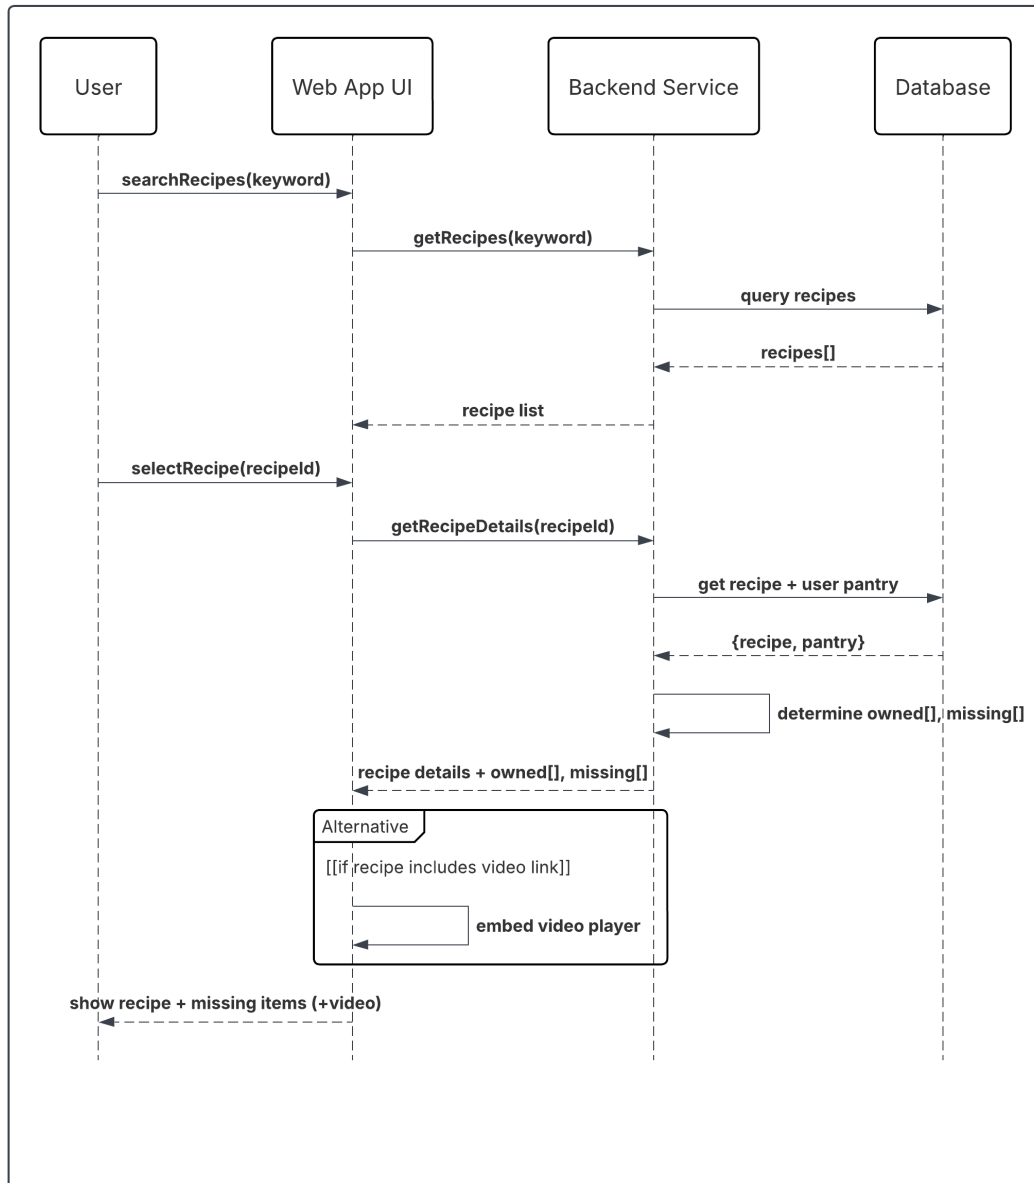 User
Web App UI
Backend Service
Database
searchRecipes(keyword)
getRecipes(keyword)
query recipes
recipes[]
recipe list
selectRecipe(recipeId)
getRecipeDetails(recipeId)
get recipe + user pantry
{recipe, pantry}
determine owned[], missing[]
recipe details + owned[], missing[]
Alternative
[[if recipe includes video link]]
embed video player
show recipe + missing items (+video)